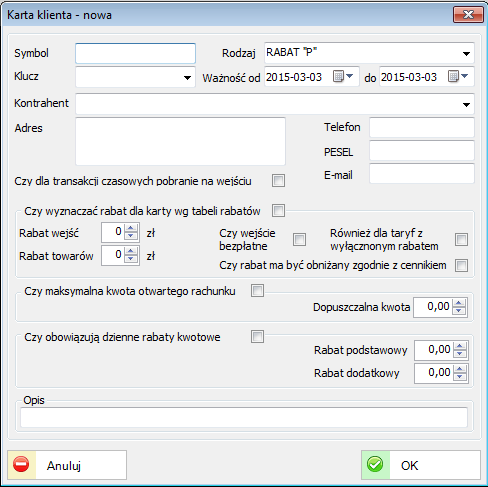 Karta klienta - nowa
Symbol Rodzaj RABAT "P"
Klucz Ważność od 2015-03-03 do 2015-03-03
Kontrahent
Adres Telefon
PESEL
E-mail
Czy dla transakcji czasowych pobranie na wejściu
Czy wyznaczać rabat dla karty wg tabeli rabatów
Rabat wejść 0 zł Czy wejście bezpłatne Również dla taryf z wyłącznonym rabatem
Rabat towarów 0 zł
Czy rabat ma być obniżany zgodnie z cennikiem
Czy maksymalna kwota otwartego rachunku
Dopuszczalna kwota 0,00
Czy obowiązują dzienne rabaty kwotowe
Rabat podstawowy 0,00
Rabat dodatkowy 0,00
Opis
Anuluj OK